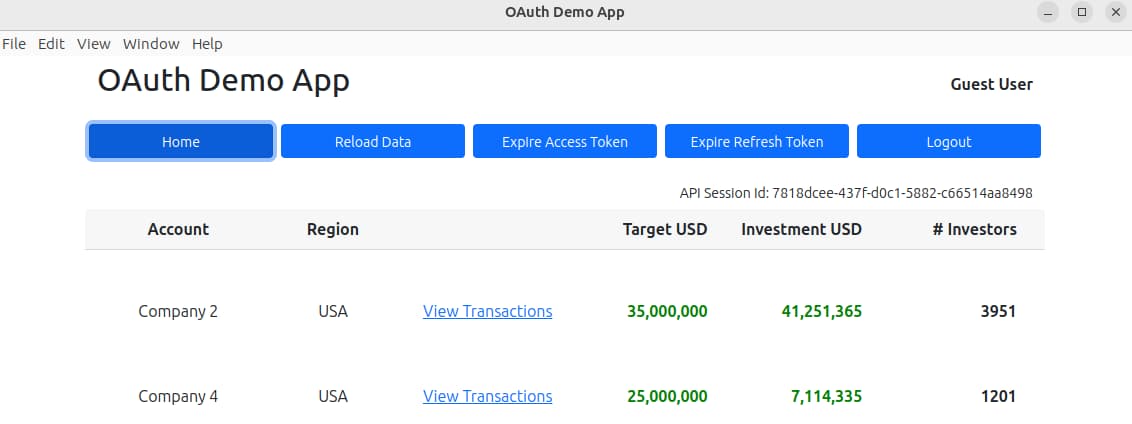 OAuth Demo App
File Edit View Window Help
OAuth Demo App
Guest User
Home Reload Data Expire Access Token Expire Refresh Token Logout
API Session Id: 7818dcee-437f-d0c1-5882-c66514aa8498
Account Region Target USD Investment USD # Investors
Company 2 USA View Transactions 35,000,000 41,251,365 3951
Company 4 USA View Transactions 25,000,000 7,114,335 1201